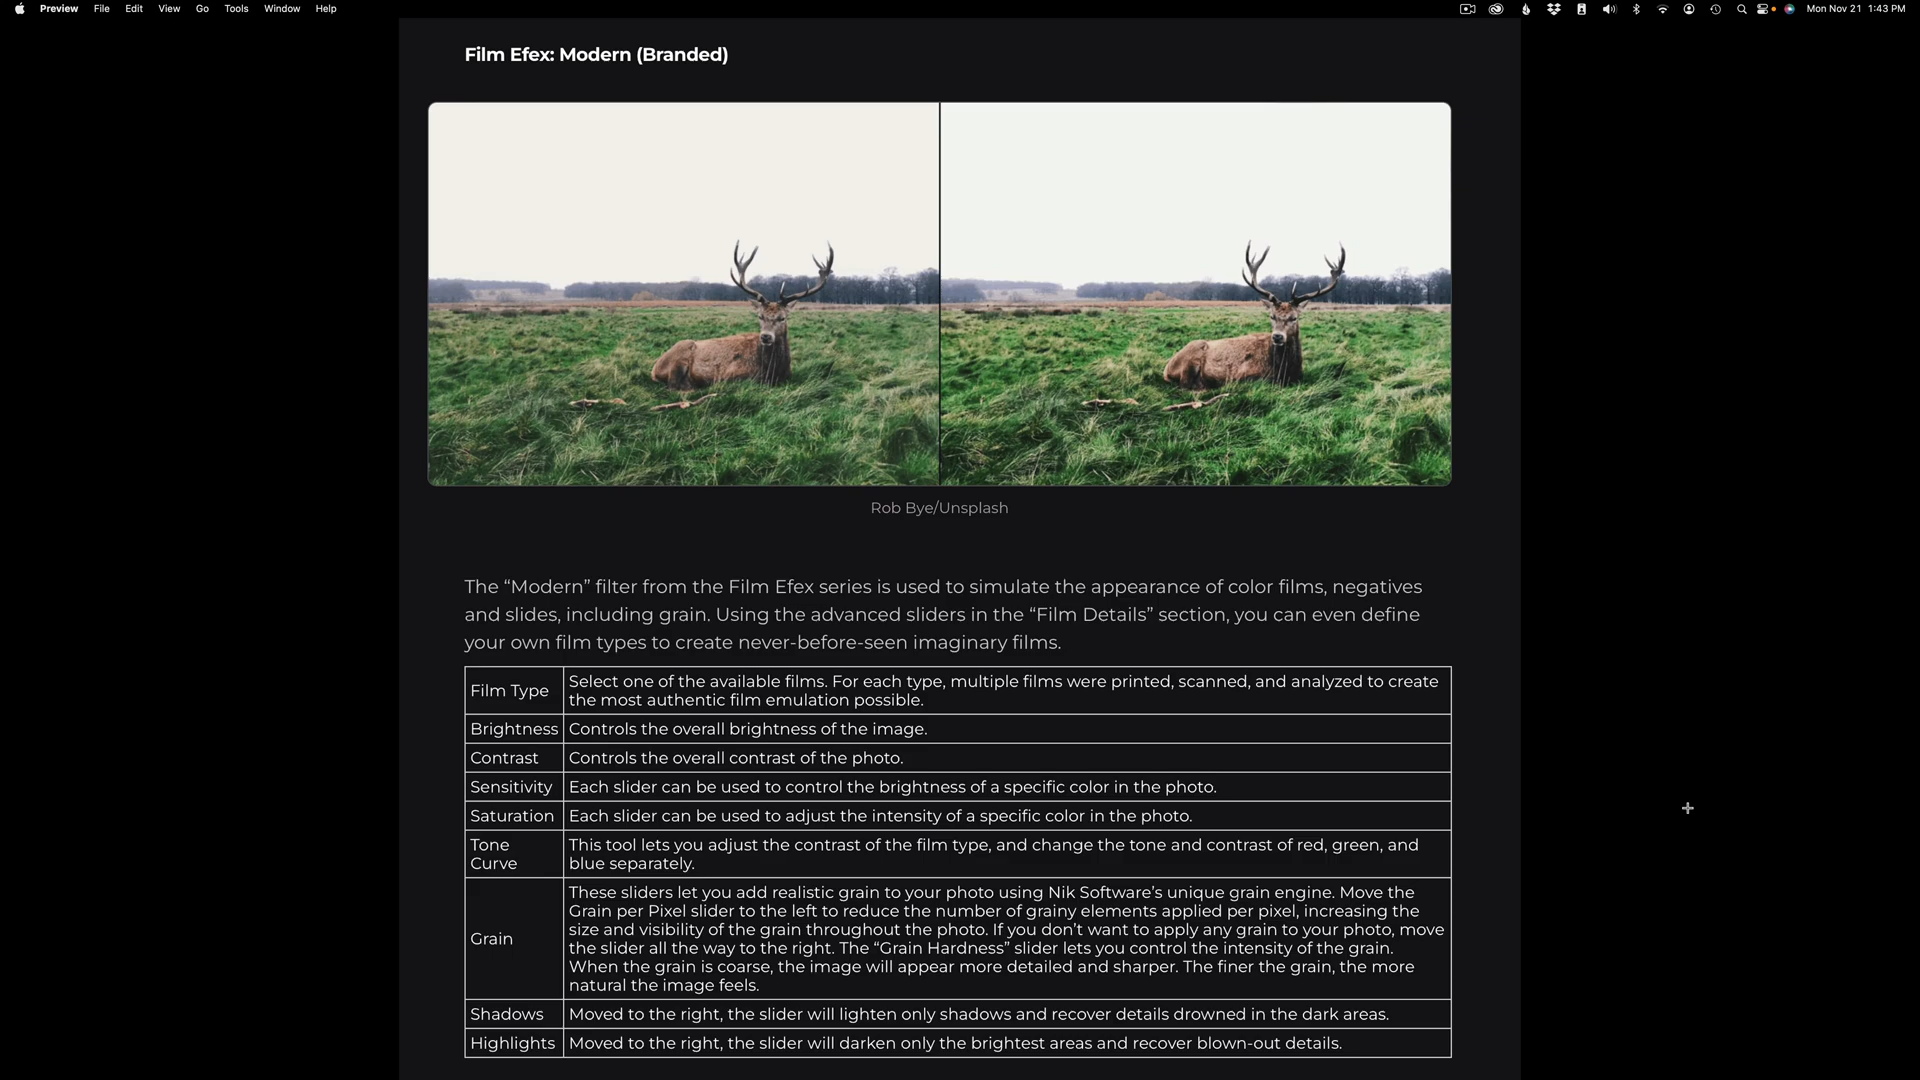 Preview File Edit View Go Tools Window Help Mon Nov 21 1:43 PM
Film Efex: Modern (Branded)
Rob Bye/Unsplash
The “Modern” filter from the Film Efex series is used to simulate the appearance of color films, negatives
and slides, including grain. Using the advanced sliders in the “Film Details” section, you can even define
your own film types to create never-before-seen imaginary films.
Film Type
Select one of the available films. For each type, multiple films were printed, scanned, and analyzed to create
the most authentic film emulation possible.
Brightness Controls the overall brightness of the image.
Contrast Controls the overall contrast of the photo.
Sensitivity Each slider can be used to control the brightness of a specific color in the photo.
Saturation Each slider can be used to adjust the intensity of a specific color in the photo.
Tone
Curve
This tool lets you adjust the contrast of the film type, and change the tone and contrast of red, green, and
blue separately.
Grain
These sliders let you add realistic grain to your photo using Nik Software’s unique grain engine. Move the
Grain per Pixel slider to the left to reduce the number of grainy elements applied per pixel, increasing the
size and visibility of the grain throughout the photo. If you don’t want to apply any grain to your photo, move
the slider all the way to the right. The “Grain Hardness” slider lets you control the intensity of the grain.
When the grain is coarse, the image will appear more detailed and sharper. The finer the grain, the more
natural the image feels.
Shadows Moved to the right, the slider will lighten only shadows and recover details drowned in the dark areas.
Highlights Moved to the right, the slider will darken only the brightest areas and recover blown-out details.